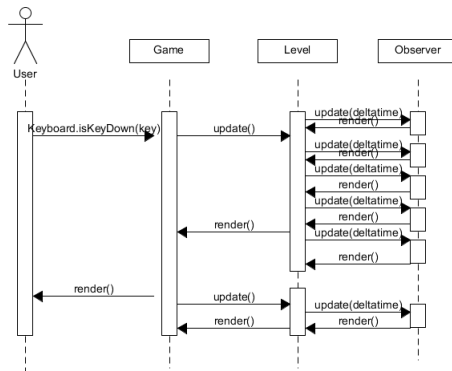 User
Game
Level
Observer
update(deltatime)
render()
Keyboard.isKeyDown(key)
update()
update(deltatime)
render()
update(deltatime)
render()
update(deltatime)
render()
render()
update(deltatime)
render()
render()
update()
update(deltatime)
render()
render()